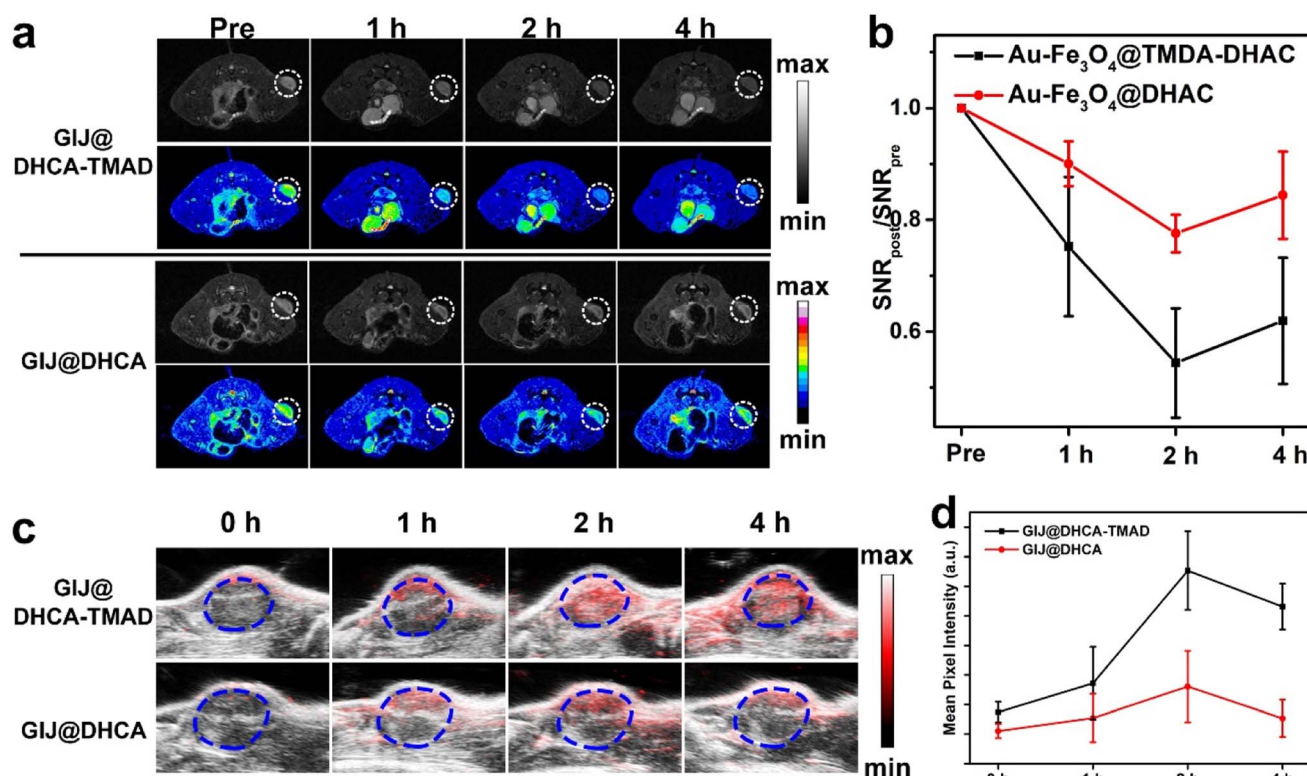 a
Pre 1 h 2 h 4 h
GIJ@
DHCA-TMAD
max
min
GIJ@DHCA
max
min
b
Au-Fe3O4@TMDA-DHAC
Au-Fe3O4@DHAC
1.0
0.8
0.6
SNRpost/SNRpre
Pre 1 h 2 h 4 h
c
0 h 1 h 2 h 4 h
GIJ@
DHCA-TMAD
GIJ@DHCA
max
min
d
GIJ@DHCA-TMAD
GIJ@DHCA
Mean Pixel Intensity (a.u.)